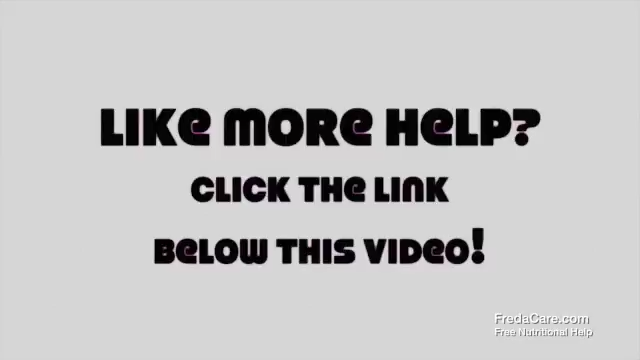 LIKE MORE HELP?
CLICK THE LINK
BELOW THIS VIDEO!
FredaCare.com
Free Nutritional Help